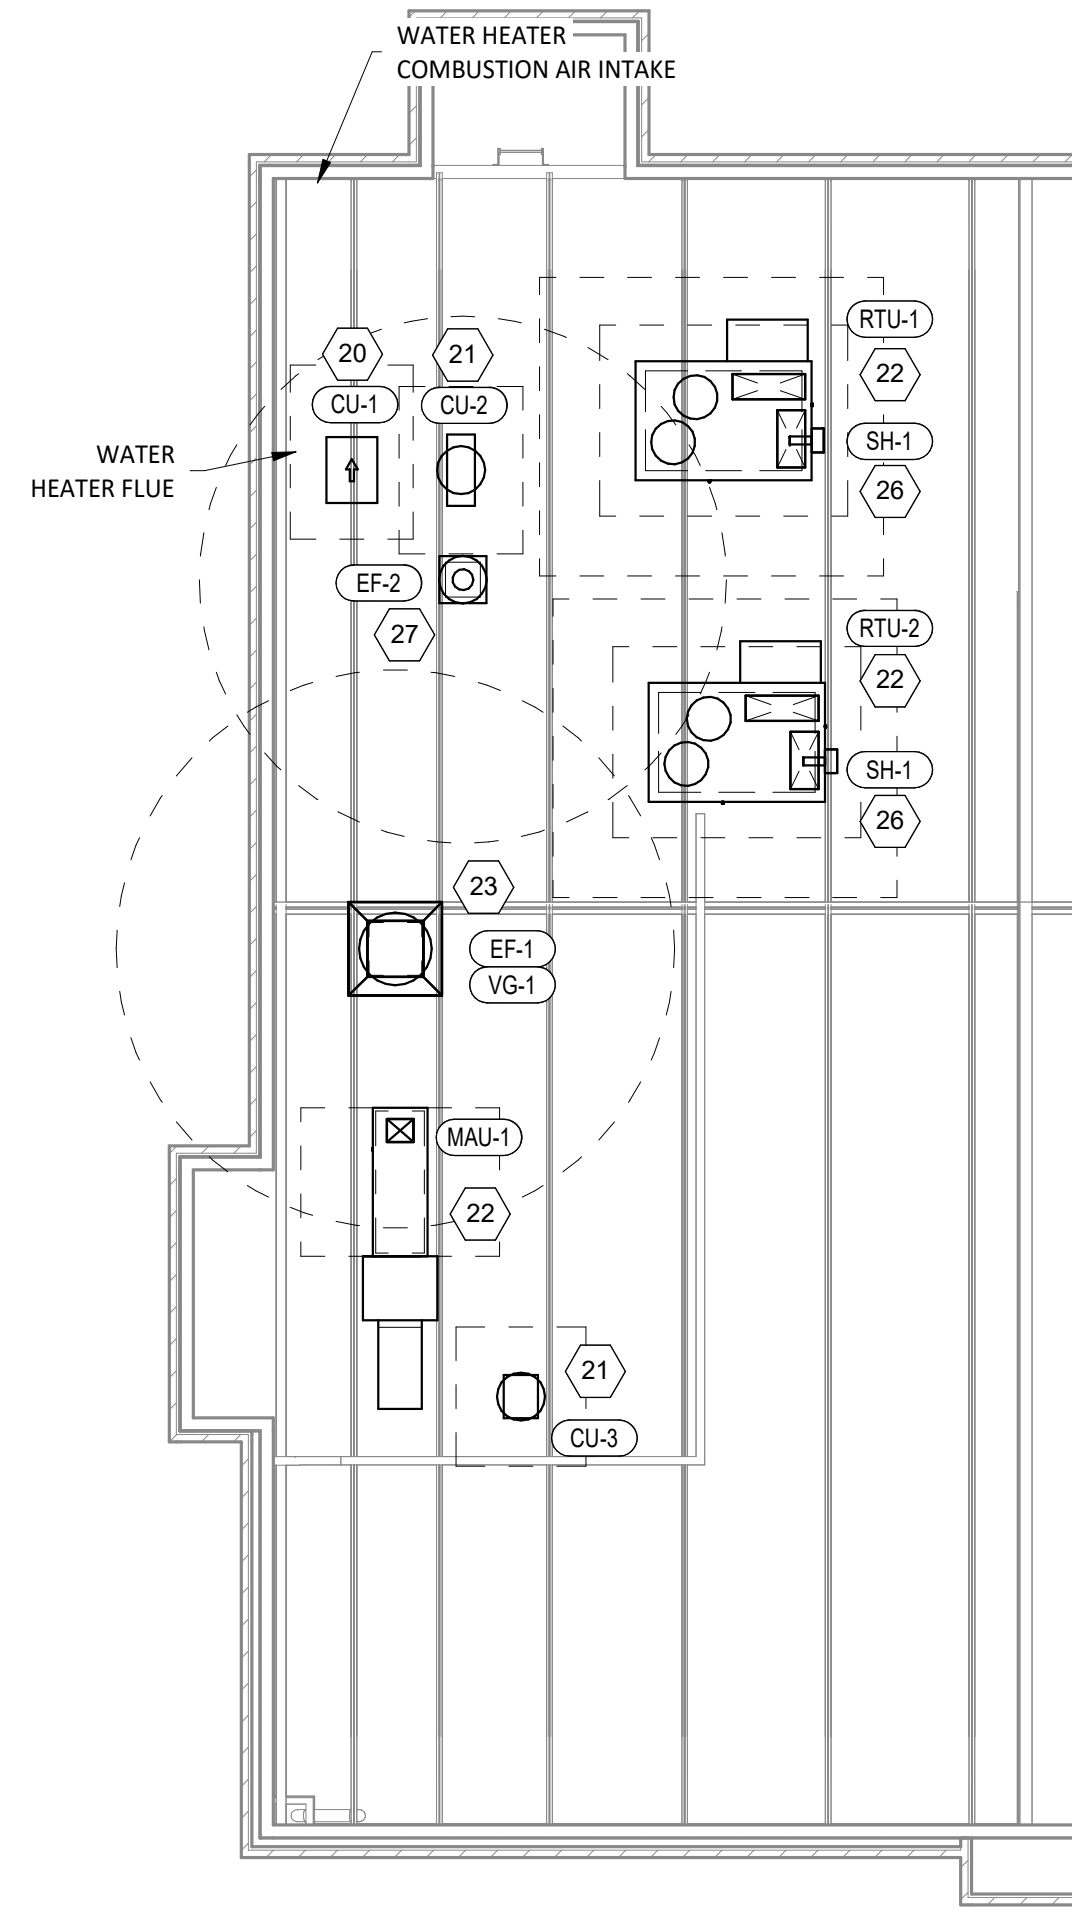 WATER HEATER
COMBUSTION AIR INTAKE
RTU-1
20
21
22
CU-1
CU-2
SH-1
WATER
HEATER FLUE
26
EF-2
27
RTU-2
22
SH-1
26
23
EF-1
VG-1
MAU-1
22
21
CU-3